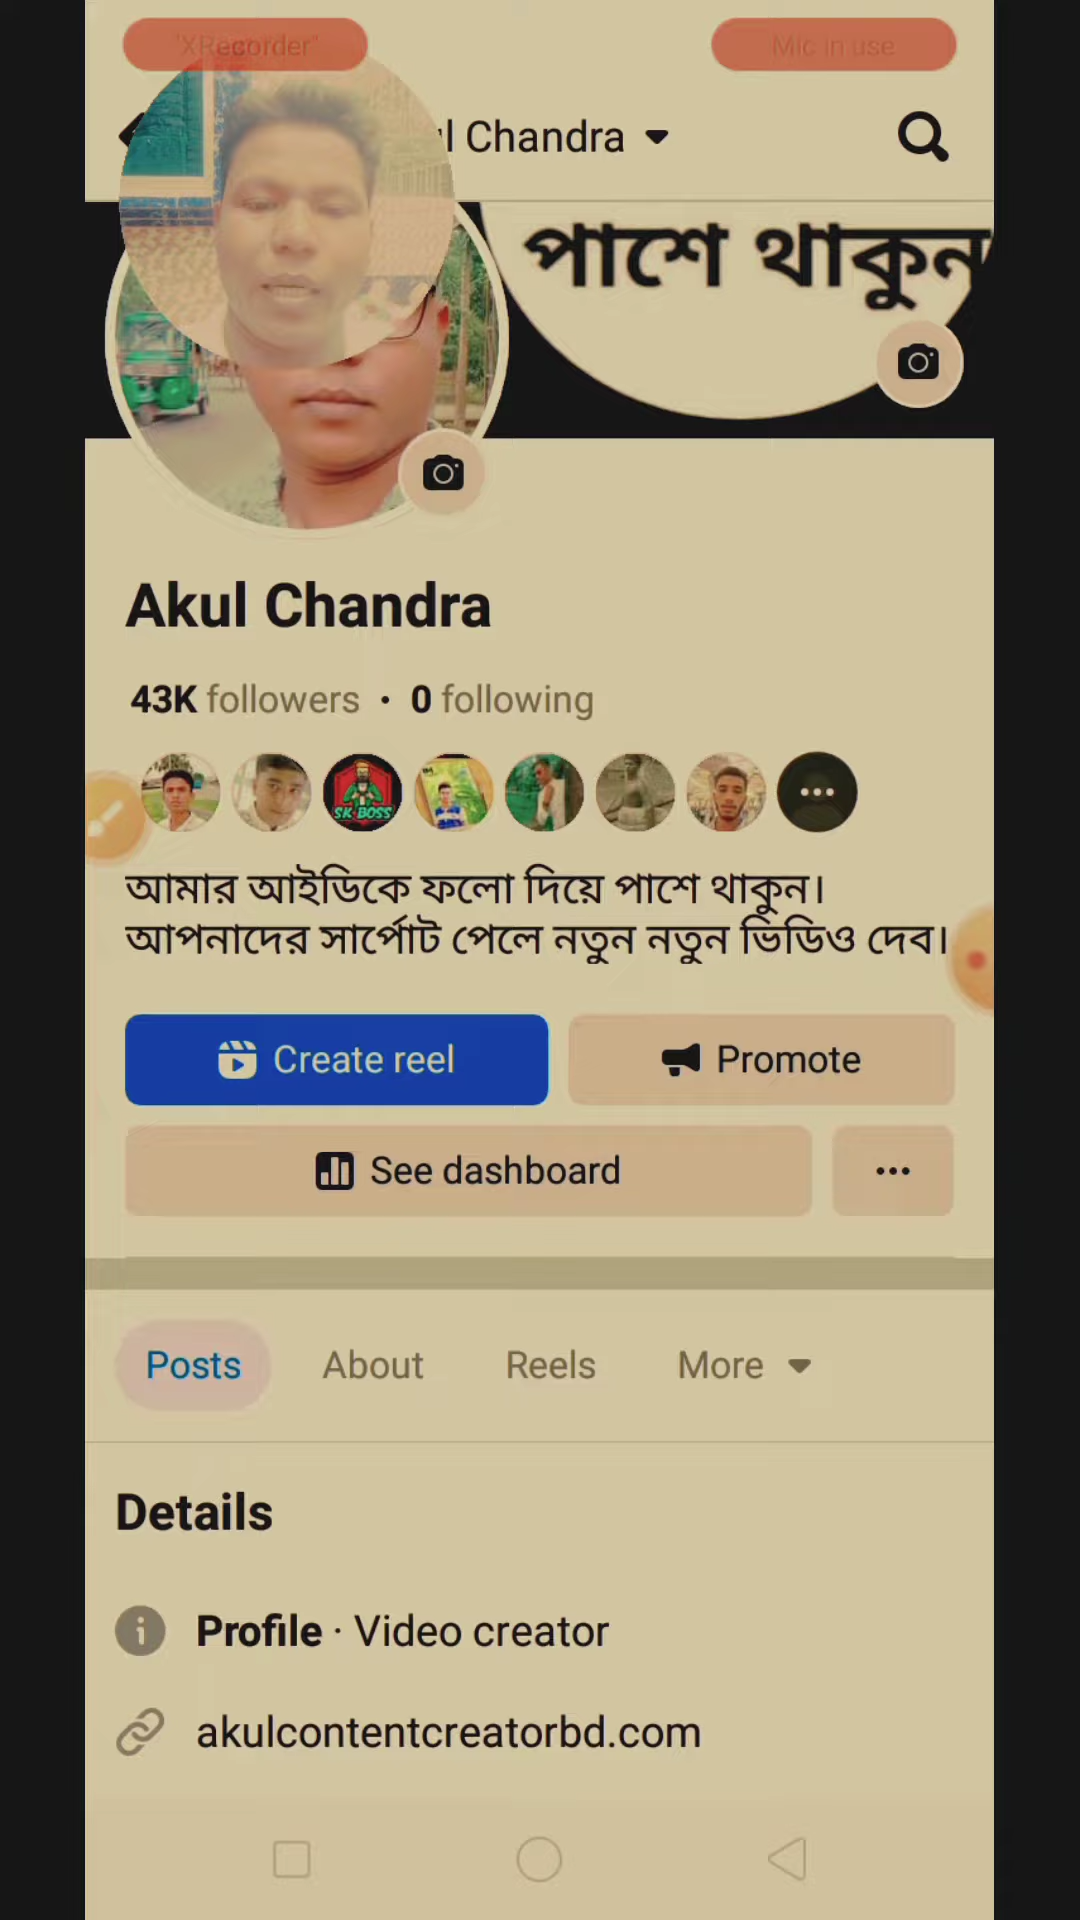 "XRecorder"
Mic in use
l Chandra
পাশে থাকুন
Akul Chandra
43K followers · 0 following
SK BOSS
আমার আইডিকে ফলো দিয়ে পাশে থাকুন।
আপনাদের সার্পোট পেলে নতুন নতুন ভিডিও দেব।
Create reel
Promote
See dashboard
Posts
About
Reels
More
Details
Profile · Video creator
akulcontentcreatorbd.com